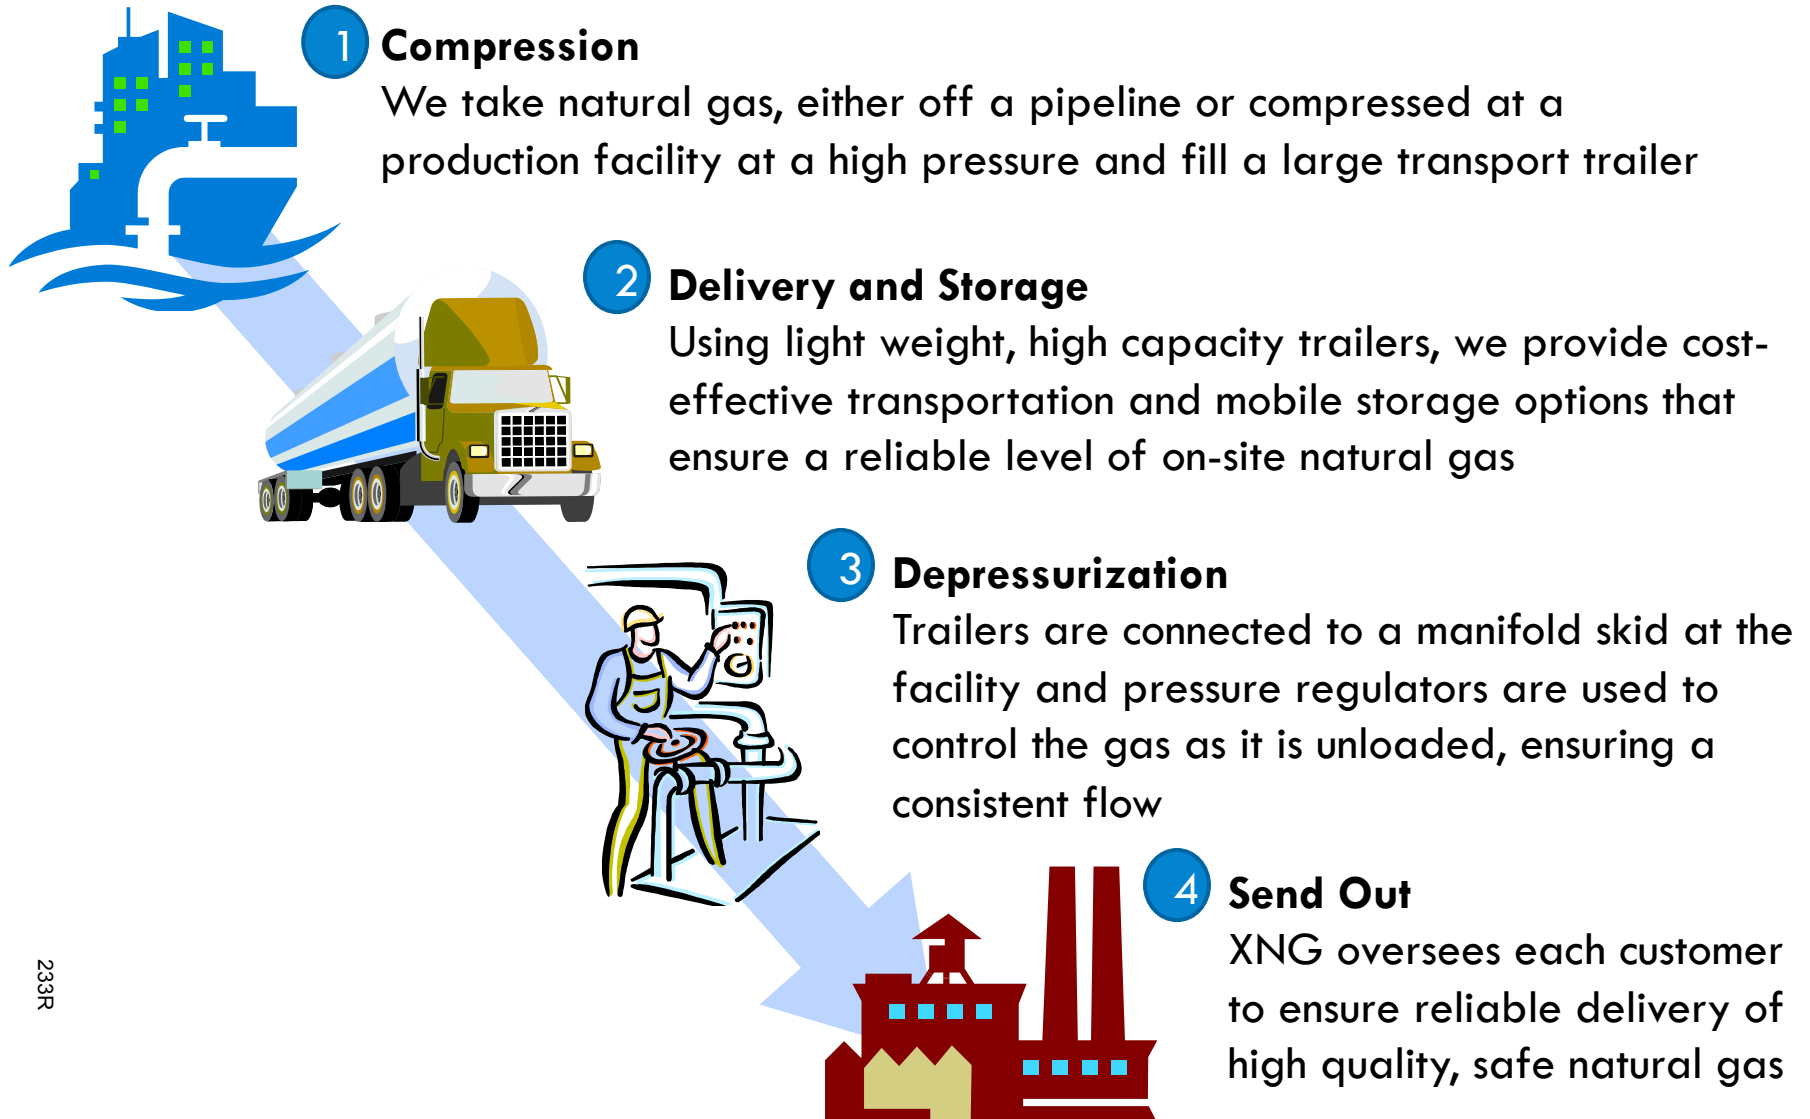 1 Compression
We take natural gas, either off a pipeline or compressed at a
production facility at a high pressure and fill a large transport trailer
2 Delivery and Storage
Using light weight, high capacity trailers, we provide cost-
effective transportation and mobile storage options that
ensure a reliable level of on-site natural gas
3 Depressurization
Trailers are connected to a manifold skid at the
facility and pressure regulators are used to
control the gas as it is unloaded, ensuring a
consistent flow
4 Send Out
XNG oversees each customer
to ensure reliable delivery of
high quality, safe natural gas
233R